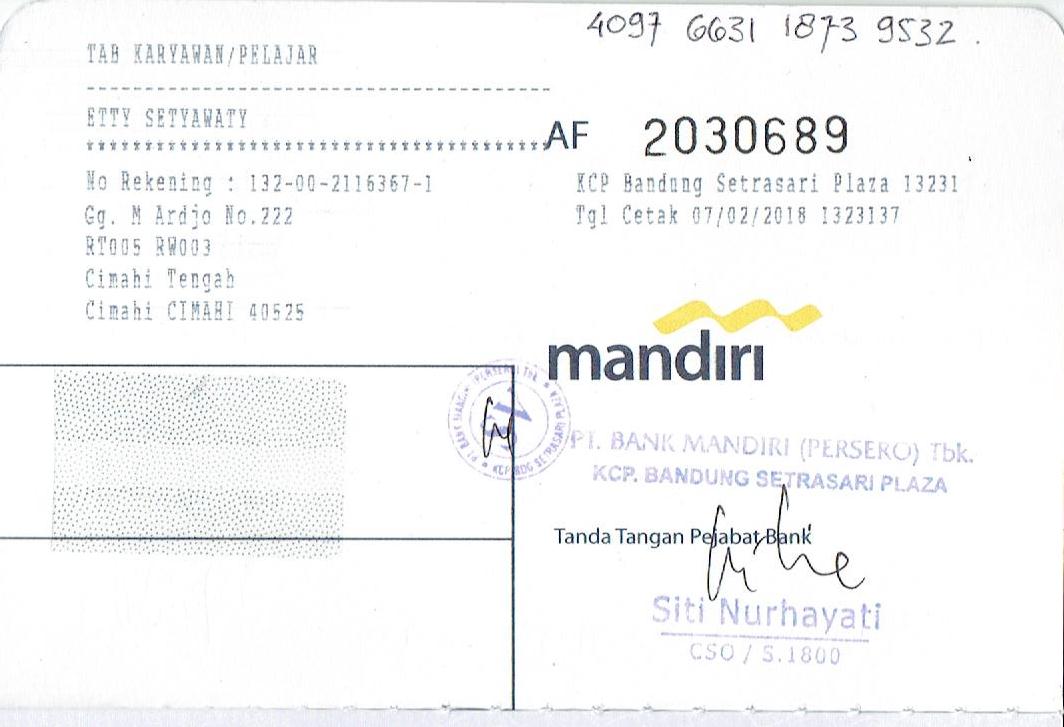 4097 6631 1873 9532 .
TAB KARYAWAN/PELAJAR
---------------------------------------
ETTY SETYAWATY
***************************************
AF 2030689
No Rekening : 132-00-2116367-1
Gg. M Ardjo No.222
RT005 RW003
Cimahi Tengah
Cimahi CIMAHI 40525
KCP Bandung Setrasari Plaza 13231
Tgl Cetak 07/02/2018 1323137
mandiri
PT. BANK MANDIRI (PERSERO) Tbk.
KCP. BANDUNG SETRASARI PLAZA
Tanda Tangan Pejabat Bank
Siti Nurhayati
CSO / S.1800